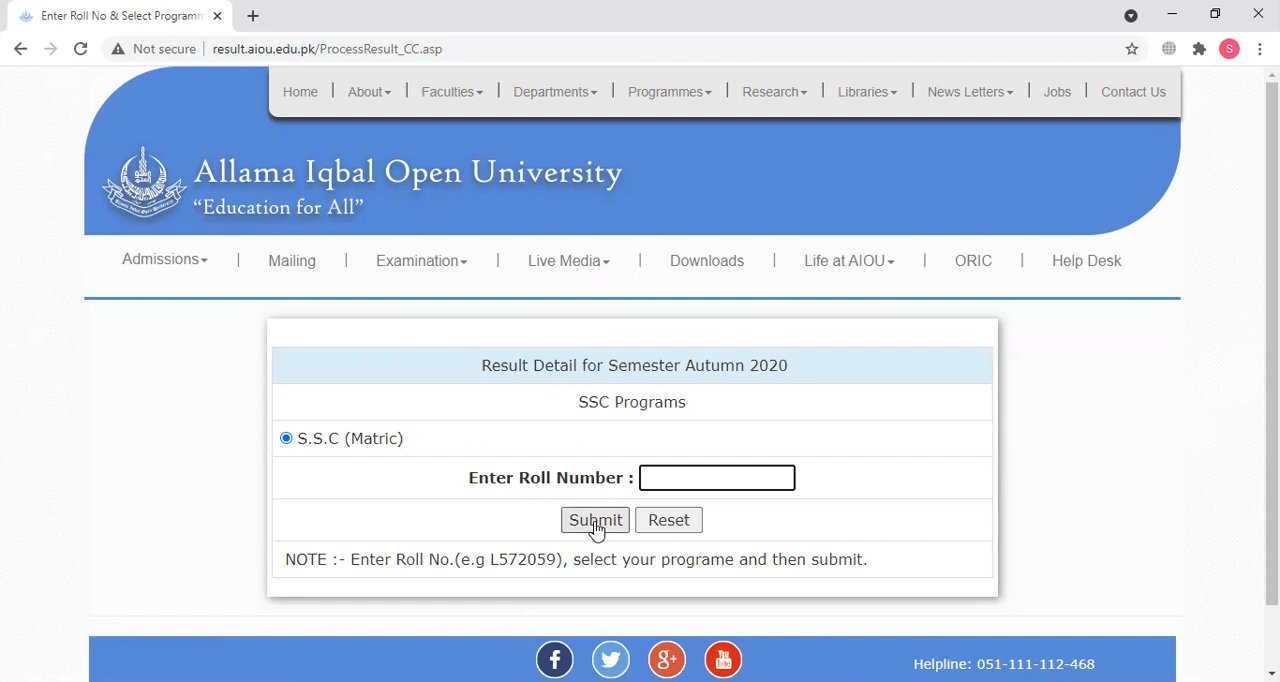 Enter Roll No & Select Programm
Not secure | result.aiou.edu.pk/ProcessResult_CC.asp
S
Home | About | Faculties | Departments | Programmes | Research | Libraries | News Letters | Jobs | Contact Us
Allama Iqbal Open University
“Education for All”
Admissions | Mailing | Examination | Live Media | Downloads | Life at AIOU | ORIC | Help Desk
Result Detail for Semester Autumn 2020
SSC Programs
S.S.C (Matric)
Enter Roll Number :
Submit Reset
NOTE :- Enter Roll No.(e.g L572059), select your programe and then submit.
f g+ You Tube
Helpline: 051-111-112-468